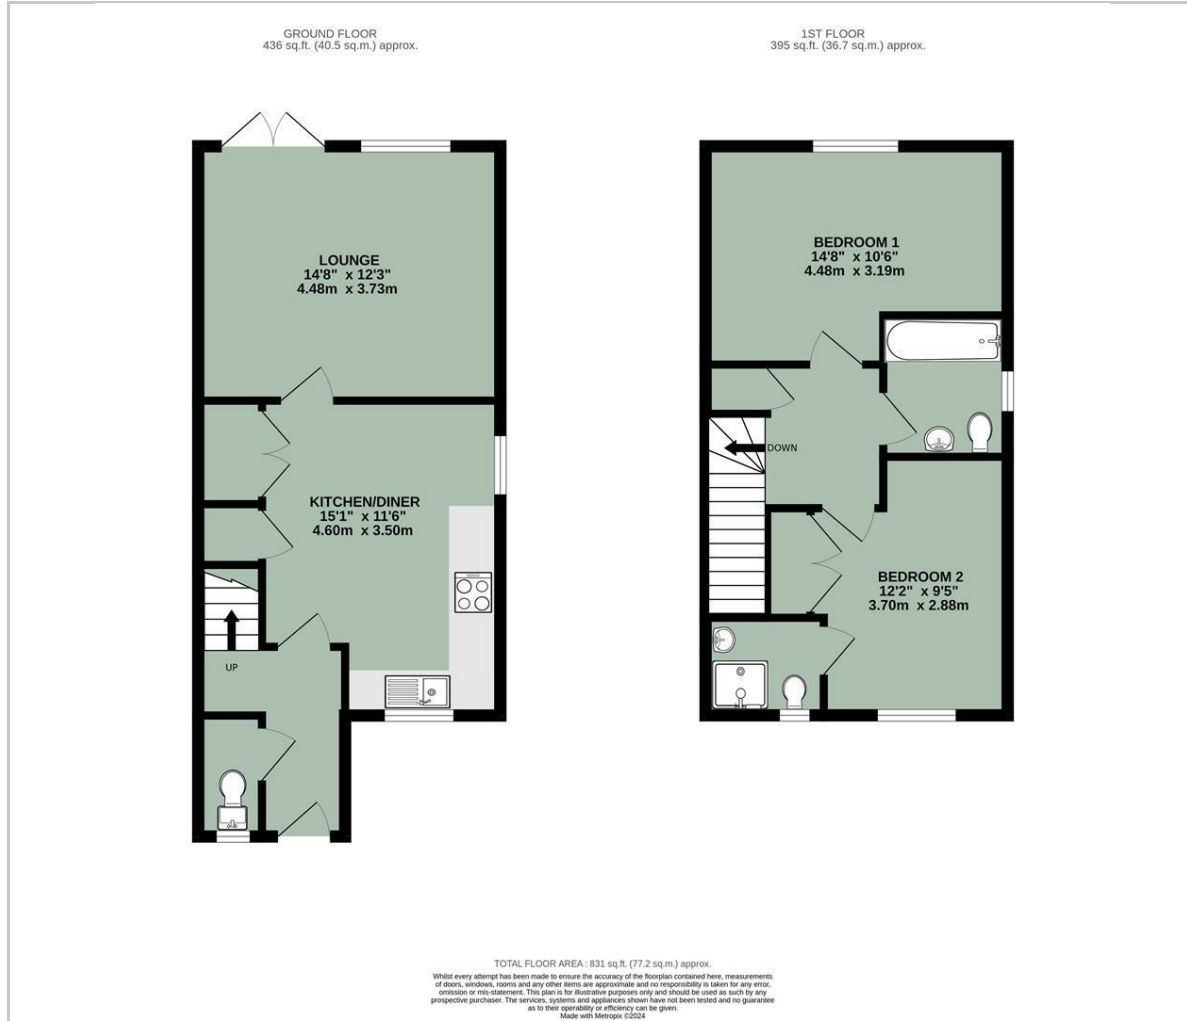 GROUND FLOOR
436 sq.ft. (40.5 sq.m.) approx.
1ST FLOOR
395 sq.ft. (36.7 sq.m.) approx.
LOUNGE
14'8" x 12'3"
4.48m x 3.73m
KITCHEN/DINER
15'1" x 11'6"
4.60m x 3.50m
UP
BEDROOM 1
14'8" x 10'6"
4.48m x 3.19m
DOWN
BEDROOM 2
12'2" x 9'5"
3.70m x 2.88m
TOTAL FLOOR AREA : 831 sq.ft. (77.2 sq.m.) approx.
Whilst every attempt has been made to ensure the accuracy of the floorplan contained here, measurements
of doors, windows, rooms and any other items are approximate and no responsibility is taken for any error,
omission or mis-statement. This plan is for illustrative purposes only and should be used as such by any
prospective purchaser. The services, systems and appliances shown have not been tested and no guarantee
as to their operability or efficiency can be given.
Made with Metropix ©2024